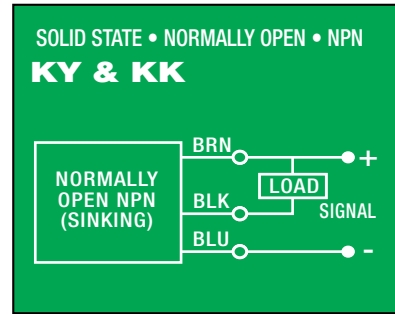 SOLID STATE • NORMALLY OPEN • NPN
KY & KK
BRN
+
NORMALLY
OPEN NPN
(SINKING)
LOAD
BLK
SIGNAL
BLU
-